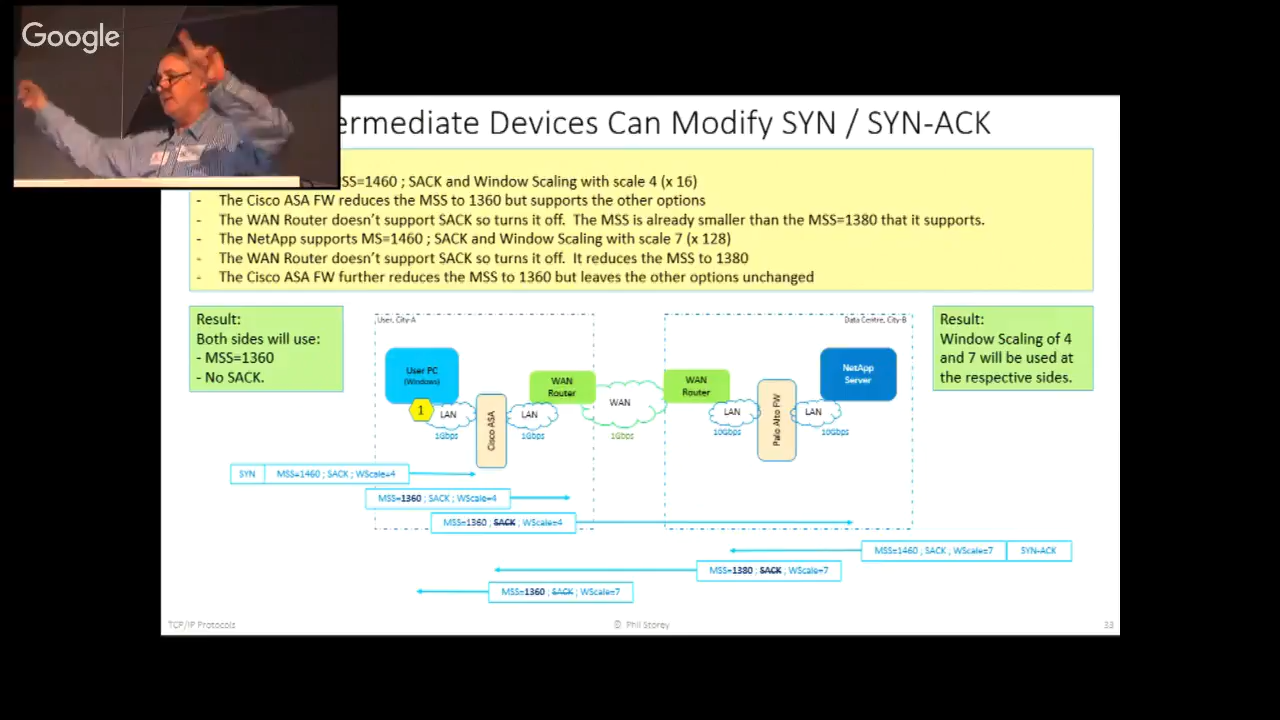 Google
ermediate Devices Can Modify SYN / SYN-ACK
SS=1460 ; SACK and Window Scaling with scale 4 (x 16)
- The Cisco ASA FW reduces the MSS to 1360 but supports the other options
- The WAN Router doesn't support SACK so turns it off. The MSS is already smaller than the MSS=1380 that it supports.
- The NetApp supports MS=1460 ; SACK and Window Scaling with scale 7 (x 128)
- The WAN Router doesn't support SACK so turns it off. It reduces the MSS to 1380
- The Cisco ASA FW further reduces the MSS to 1360 but leaves the other options unchanged
Result:
Both sides will use:
- MSS=1360
- No SACK.
User, City-A
Data Centre, City-B
Result:
Window Scaling of 4
and 7 will be used at
the respective sides.
User PC
(Windows)
1
LAN
1Gbps
Cisco ASA
LAN
1Gbps
WAN
Router
WAN
1Gbps
WAN
Router
LAN
10Gbps
Palo Alto FW
LAN
10Gbps
NetApp
Server
SYN MSS=1460 ; SACK ; WScale=4
MSS=1360 ; SACK ; WScale=4
MSS=1360 ; SACK ; WScale=4
MSS=1460 ; SACK ; WScale=7 SYN-ACK
MSS=1380 ; SACK ; WScale=7
MSS=1360 ; SACK ; WScale=7
TCP/IP Protocols
© Phil Storey
33